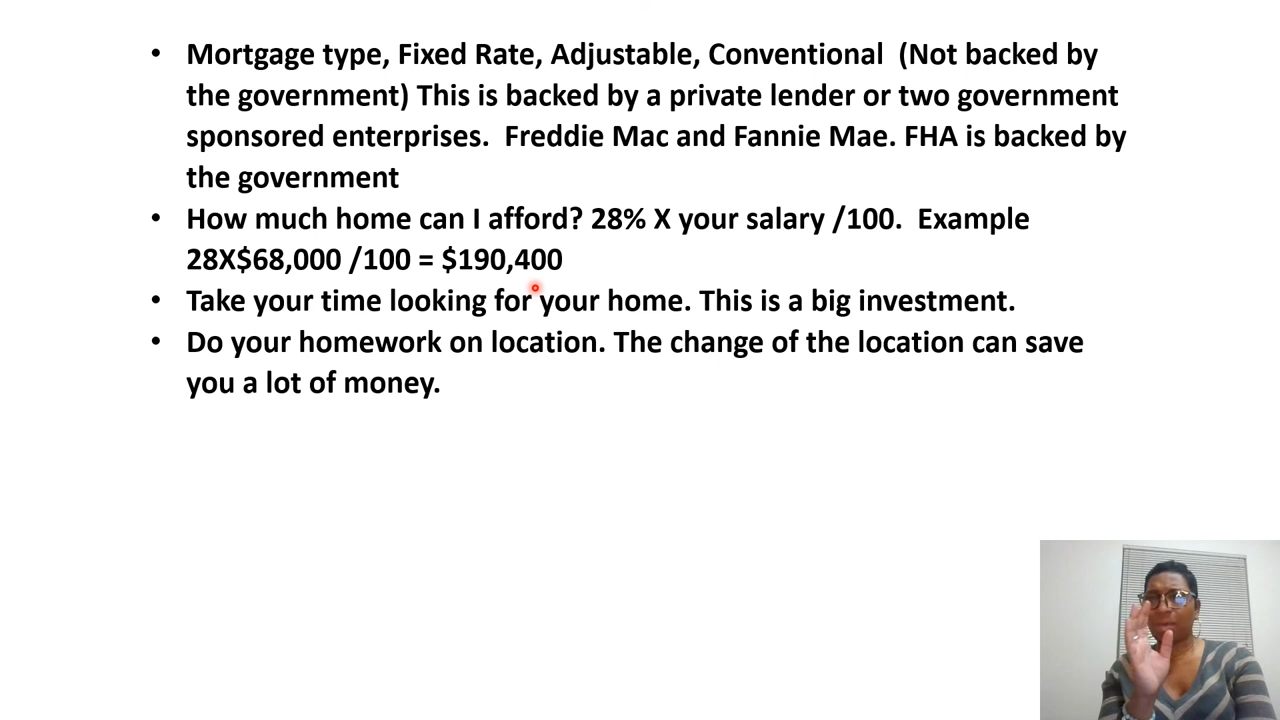 • Mortgage type, Fixed Rate, Adjustable, Conventional  (Not backed by
the government) This is backed by a private lender or two government
sponsored enterprises.  Freddie Mac and Fannie Mae. FHA is backed by
the government
• How much home can I afford? 28% X your salary /100.  Example
28X$68,000 /100 = $190,400
• Take your time looking for your home. This is a big investment.
• Do your homework on location. The change of the location can save
you a lot of money.